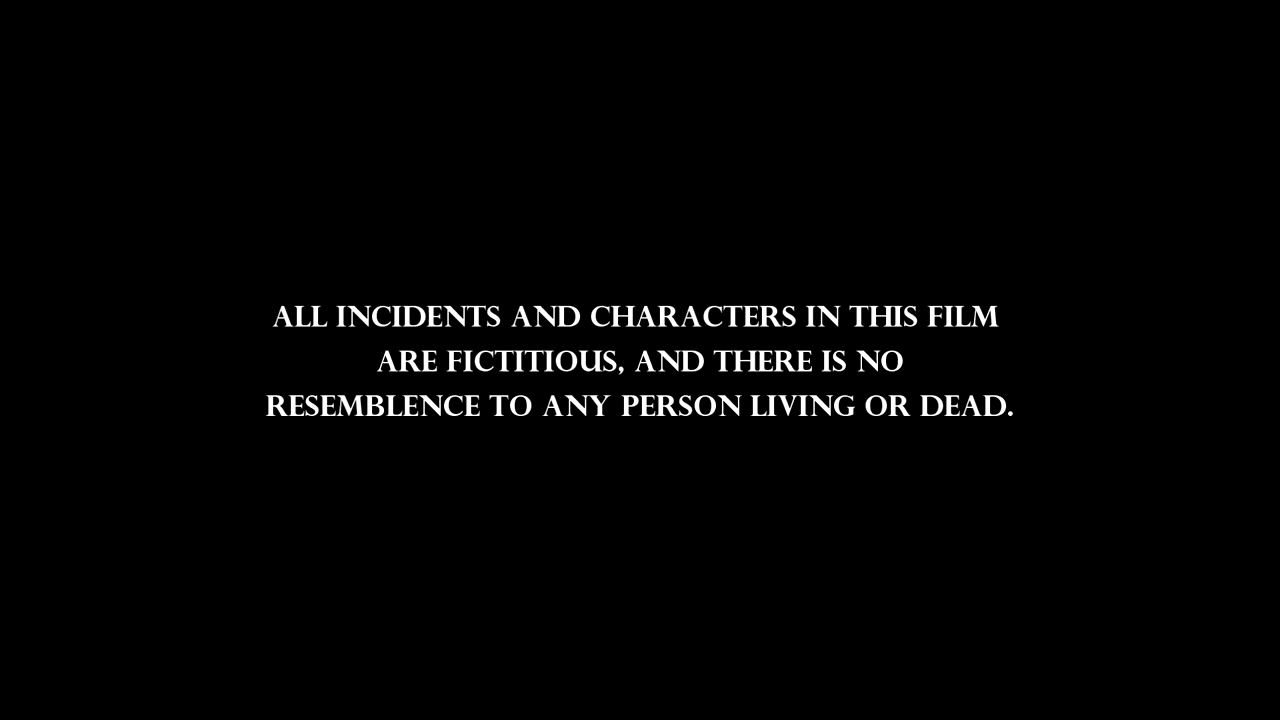 ALL INCIDENTS AND CHARACTERS IN THIS FILM
ARE FICTITIOUS, AND THERE IS NO
RESEMBLENCE TO ANY PERSON LIVING OR DEAD.